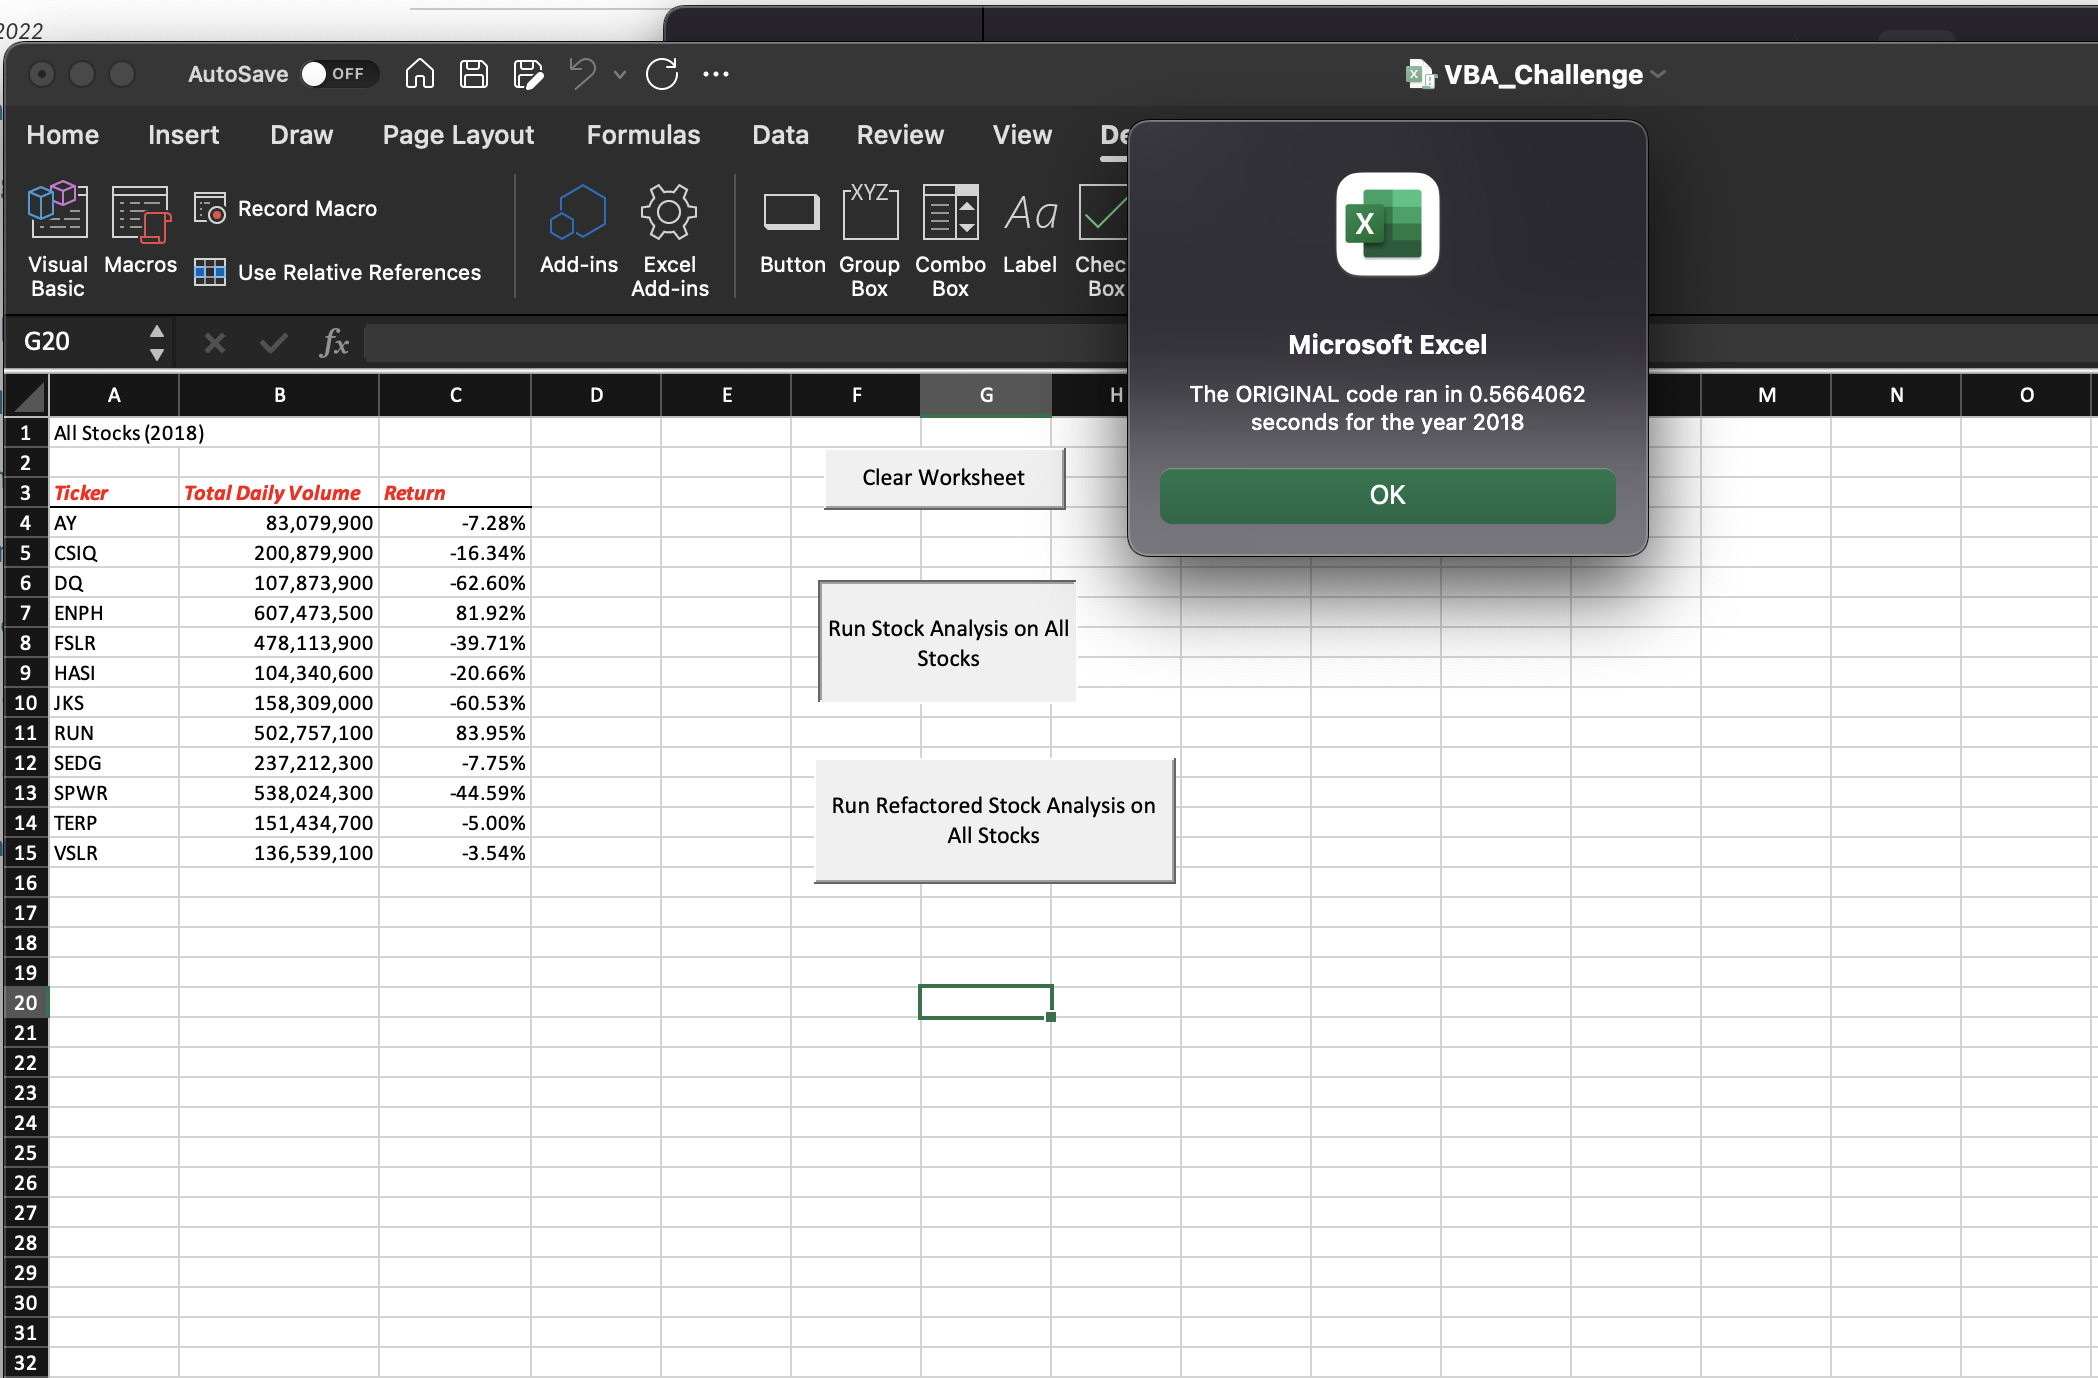 2022
AutoSave OFF
VBA_Challenge
Home Insert Draw Page Layout Formulas Data Review View De
Visual Basic
Macros
Record Macro
Use Relative References
Add-ins
Excel Add-ins
Button
XYZ
Group Box
Combo Box
Aa
Label
Chec
Box
G20
fx
X
Microsoft Excel
The ORIGINAL code ran in 0.5664062
seconds for the year 2018
OK
A B C D E F G H M N O
1 All Stocks (2018)
2
3 Ticker Total Daily Volume Return
4 AY 83,079,900 -7.28%
5 CSIQ 200,879,900 -16.34%
6 DQ 107,873,900 -62.60%
7 ENPH 607,473,500 81.92%
8 FSLR 478,113,900 -39.71%
9 HASI 104,340,600 -20.66%
10 JKS 158,309,000 -60.53%
11 RUN 502,757,100 83.95%
12 SEDG 237,212,300 -7.75%
13 SPWR 538,024,300 -44.59%
14 TERP 151,434,700 -5.00%
15 VSLR 136,539,100 -3.54%
16
17
18
19
20
21
22
23
24
25
26
27
28
29
30
31
32
Clear Worksheet
Run Stock Analysis on All
Stocks
Run Refactored Stock Analysis on
All Stocks